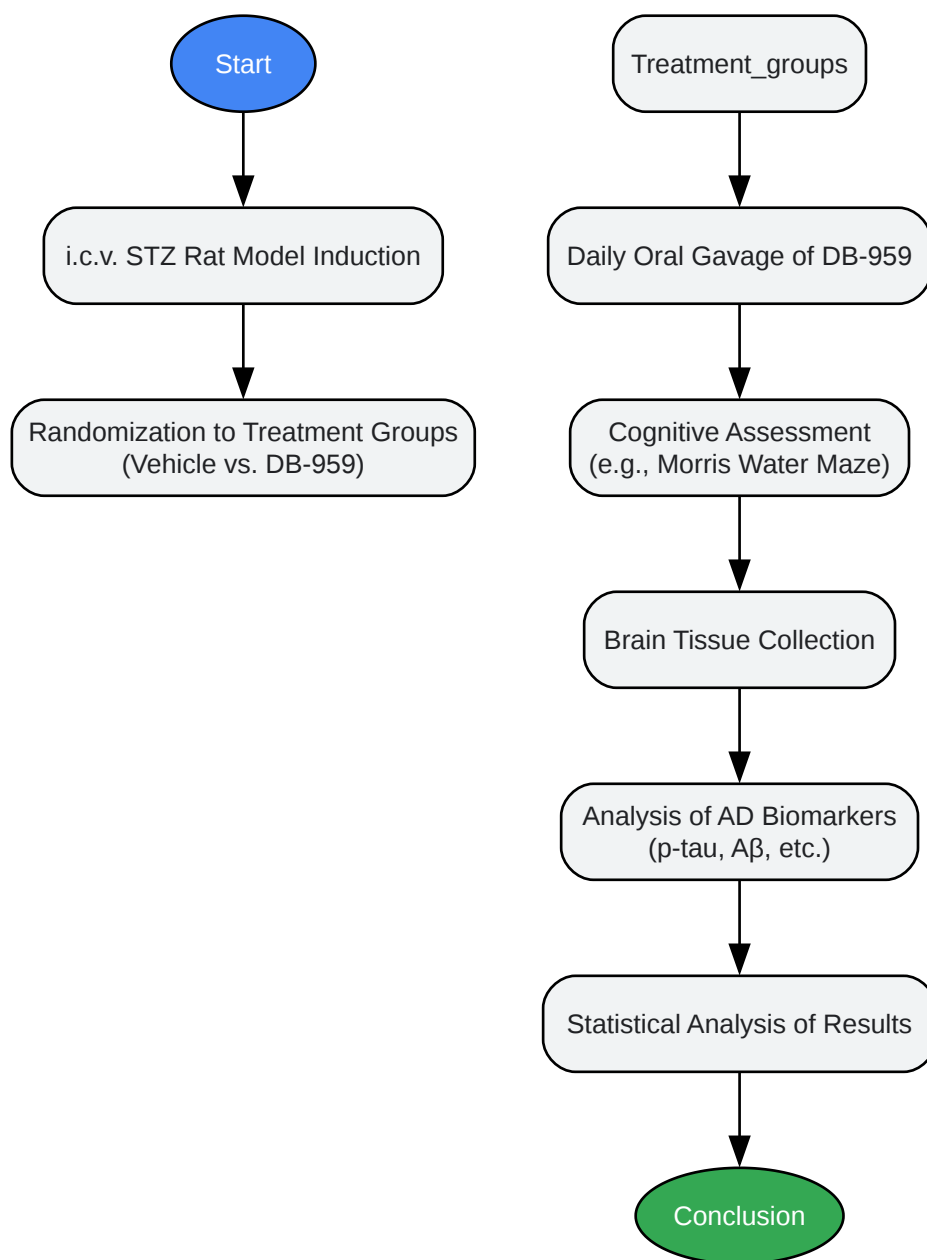 Start
i.c.v. STZ Rat Model Induction
Randomization to Treatment Groups
(Vehicle vs. DB-959)
Treatment_groups
Daily Oral Gavage of DB-959
Cognitive Assessment
(e.g., Morris Water Maze)
Brain Tissue Collection
Analysis of AD Biomarkers
(p-tau, Aβ, etc.)
Statistical Analysis of Results
Conclusion